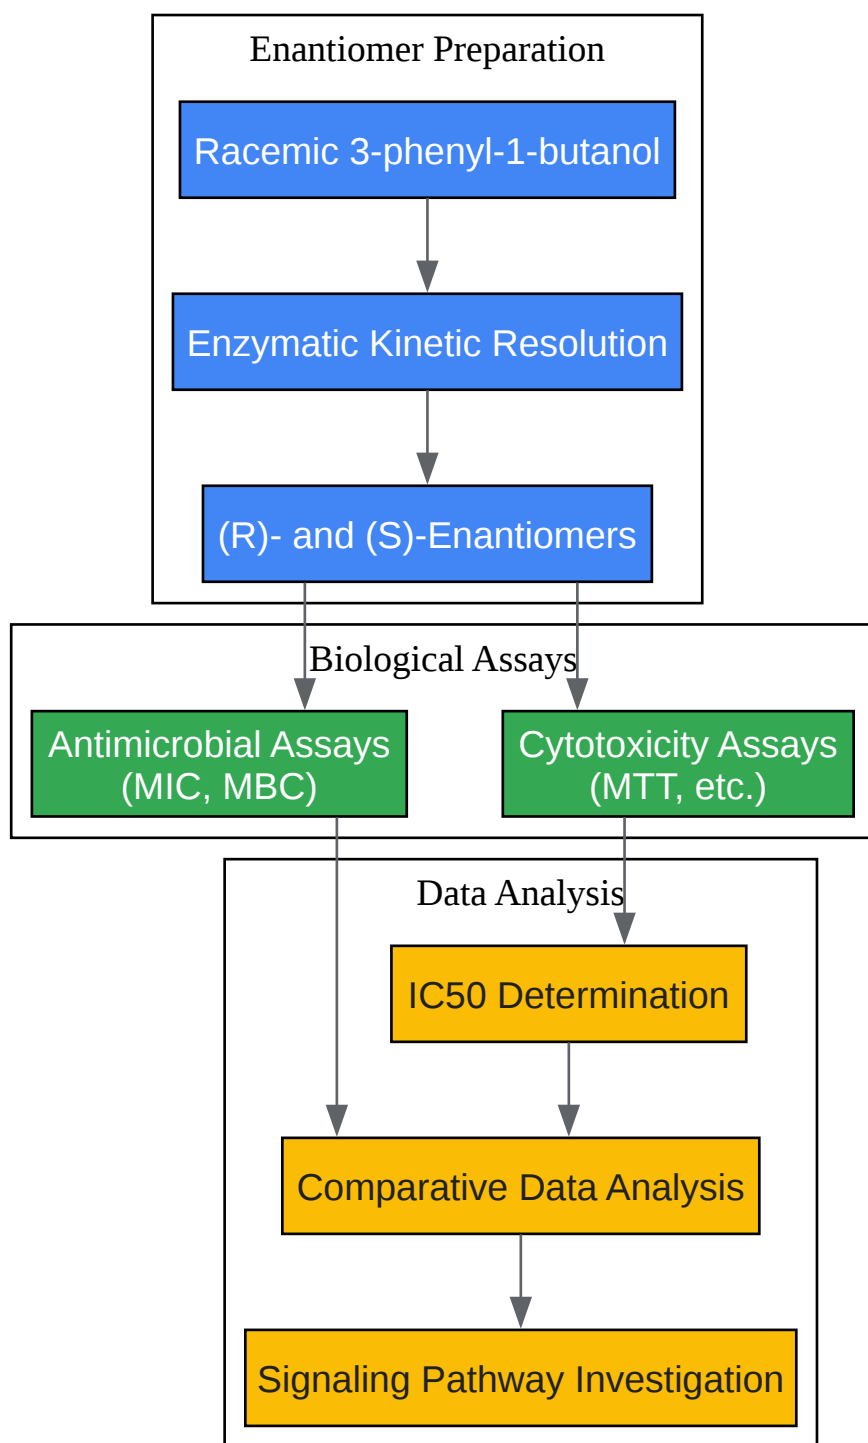 Enantiomer Preparation
Racemic 3-phenyl-1-butanol
Enzymatic Kinetic Resolution
(R)- and (S)-Enantiomers
Biological Assays
Antimicrobial Assays
(MIC, MBC)
Cytotoxicity Assays
(MTT, etc.)
Data Analysis
IC50 Determination
Comparative Data Analysis
Signaling Pathway Investigation